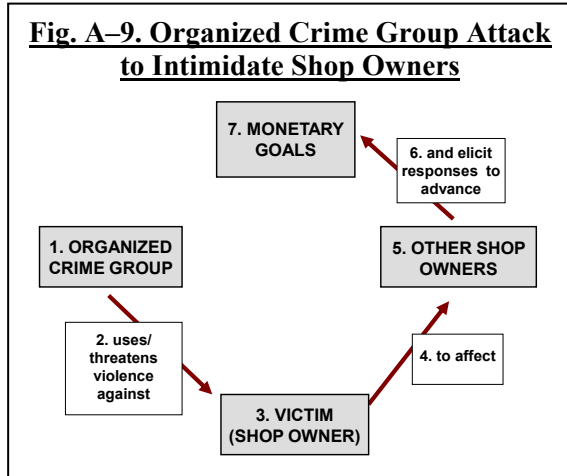 Fig. A–9. Organized Crime Group Attack
to Intimidate Shop Owners
7. MONETARY
GOALS
6. and elicit
responses to
advance
1. ORGANIZED
CRIME GROUP
5. OTHER SHOP
OWNERS
2. uses/
threatens
violence
against
4. to affect
3. VICTIM
(SHOP OWNER)